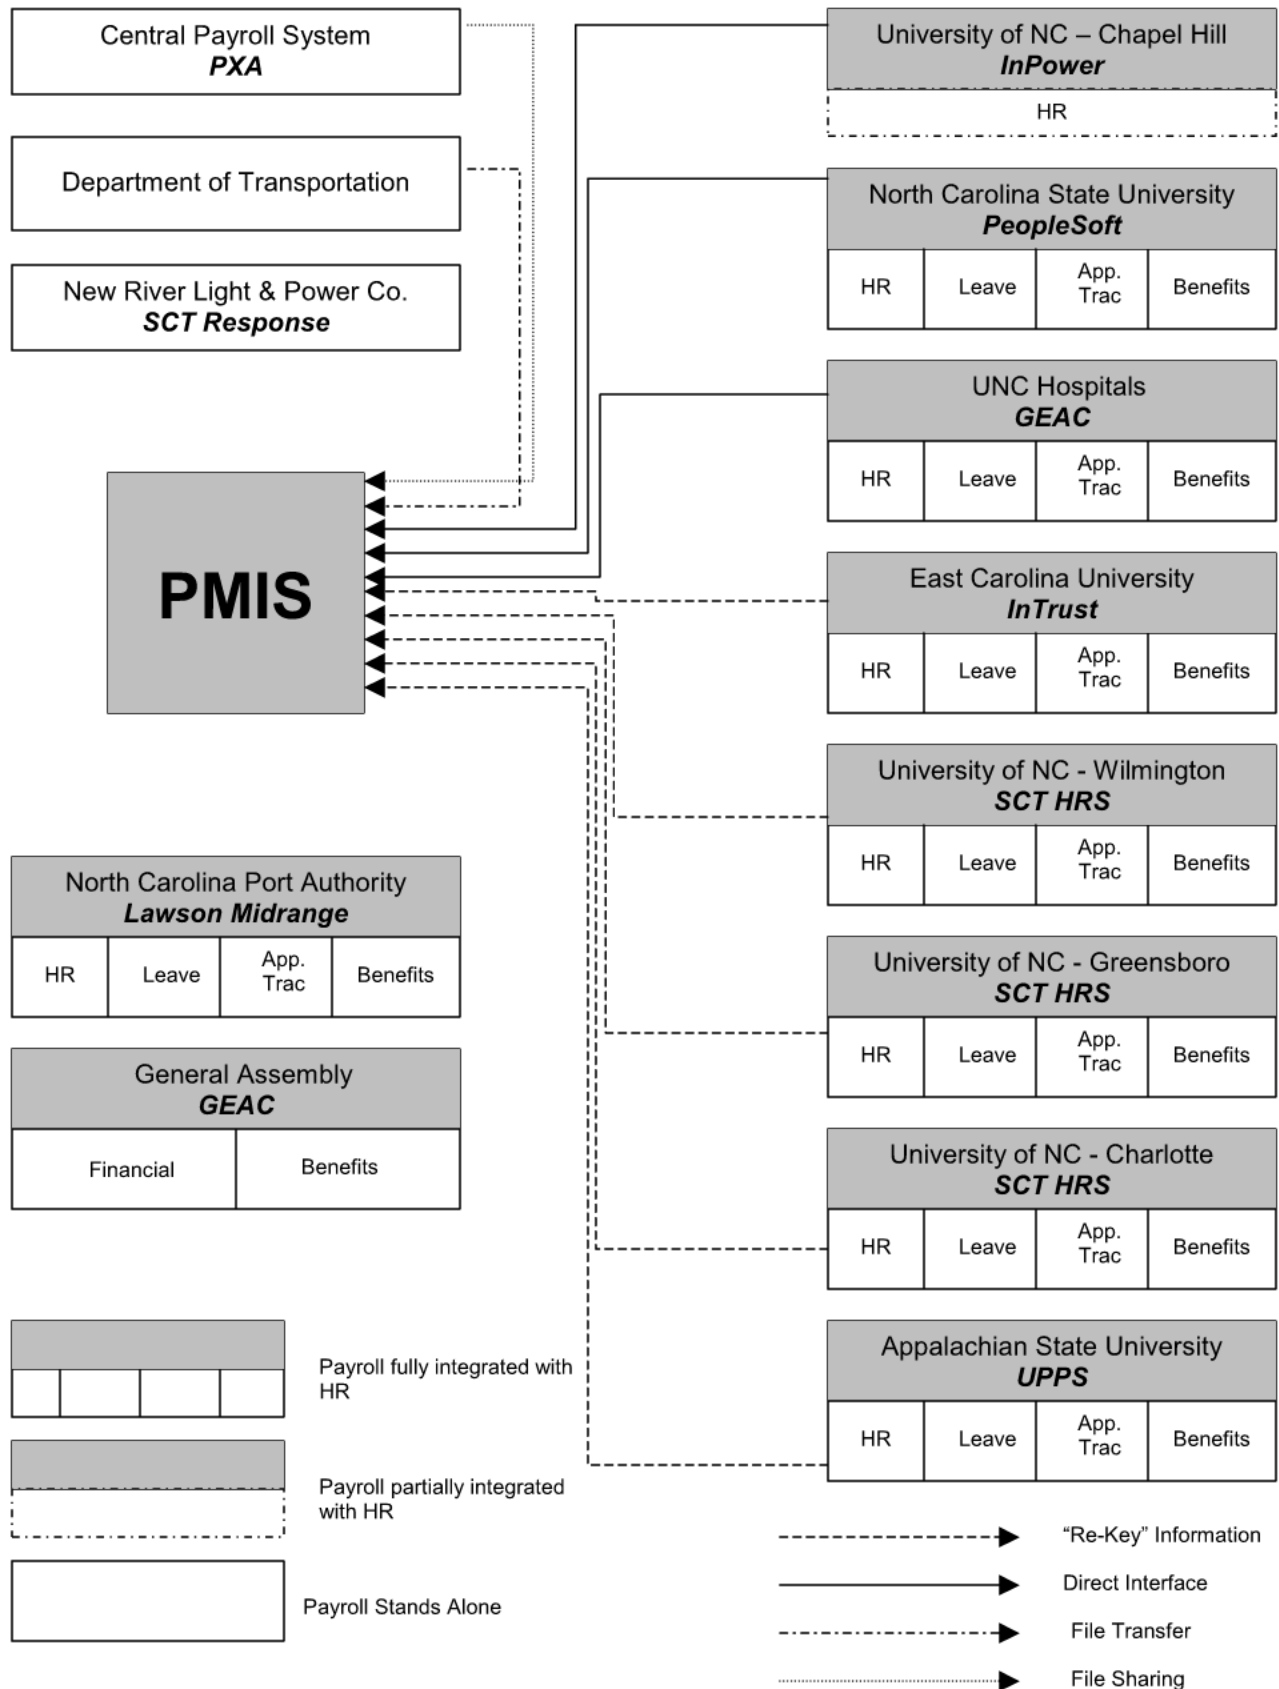 Central Payroll System
PXA
Department of Transportation
New River Light & Power Co.
SCT Response
PMIS
North Carolina Port Authority
Lawson Midrange
HR
Leave
App.
Trac
Benefits
General Assembly
GEAC
Financial
Benefits
Payroll fully integrated with
HR
Payroll partially integrated
with HR
Payroll Stands Alone
University of NC – Chapel Hill
InPower
HR
North Carolina State University
PeopleSoft
HR
Leave
App.
Trac
Benefits
UNC Hospitals
GEAC
HR
Leave
App.
Trac
Benefits
East Carolina University
InTrust
HR
Leave
App.
Trac
Benefits
University of NC - Wilmington
SCT HRS
HR
Leave
App.
Trac
Benefits
University of NC - Greensboro
SCT HRS
HR
Leave
App.
Trac
Benefits
University of NC - Charlotte
SCT HRS
HR
Leave
App.
Trac
Benefits
Appalachian State University
UPPS
HR
Leave
App.
Trac
Benefits
“Re-Key” Information
Direct Interface
File Transfer
File Sharing